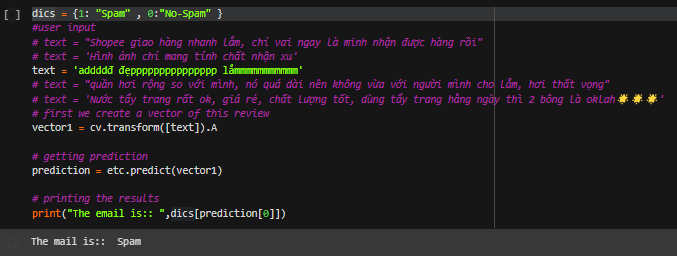 [ ] dics = {1: "Spam" , 0:"No-Spam" }
#user input
# text = "Shopee giao hàng nhanh lắm, chỉ vai ngay là minh nhận được hàng rồi"
# text = 'Hình ảnh chỉ mang tính chất nhận xu'
text = 'adddđ đẹppppppppppppppp lắmmmmmmmmmmm'
# text = "quần hơi rộng so với mình, nó quá dài nên không vừa với người mình cho lắm, hơi thất vọng"
# text = 'Nước tẩy trang rất ok, giá rẻ, chất lượng tốt, dùng tẩy trang hằng ngày thì 2 bông là oklah🌟🌟🌟'
# first we create a vector of this review
vector1 = cv.transform([text]).A
# getting prediction
prediction = etc.predict(vector1)
# printing the results
print("The email is:: ",dics[prediction[0]])
The mail is::  Spam